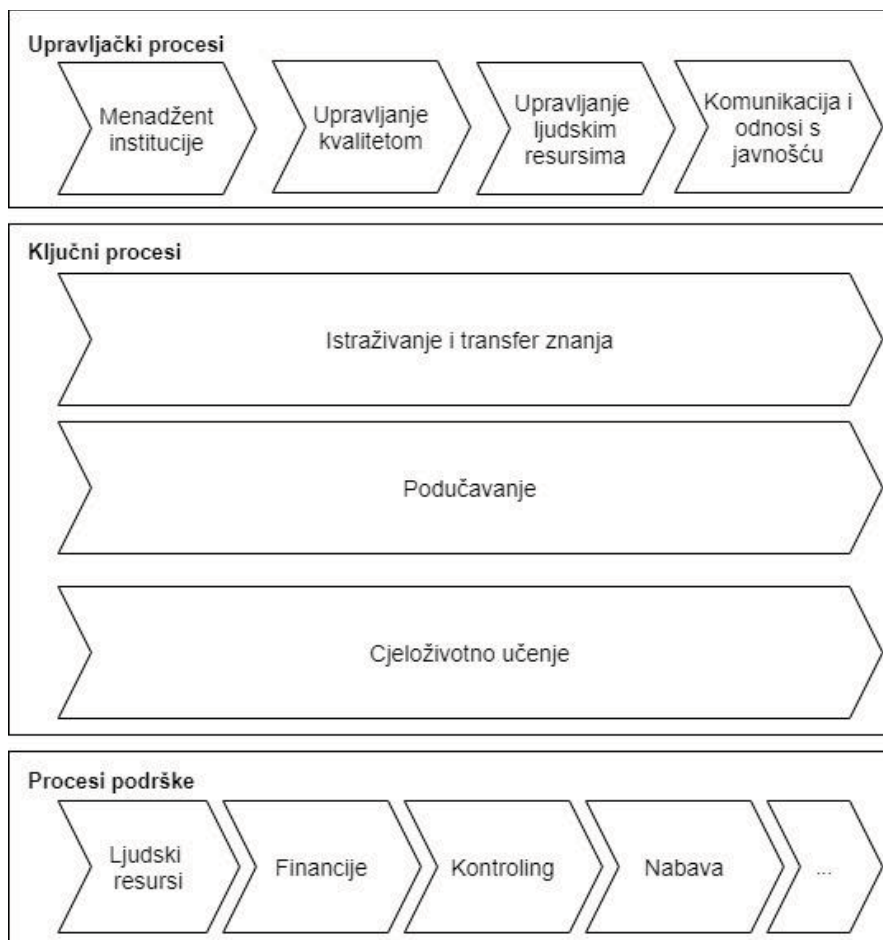 Upravljački procesi
Menadžent
institucije
Upravljanje
kvalitetom
Upravljanje
ljudskim
resursima
Komunikacija i
odnosi s
javnošću
Ključni procesi
Istraživanje i transfer znanja
Podučavanje
Cjeloživotno učenje
Procesi podrške
Ljudski
resursi
Financije
Kontroling
Nabava
...